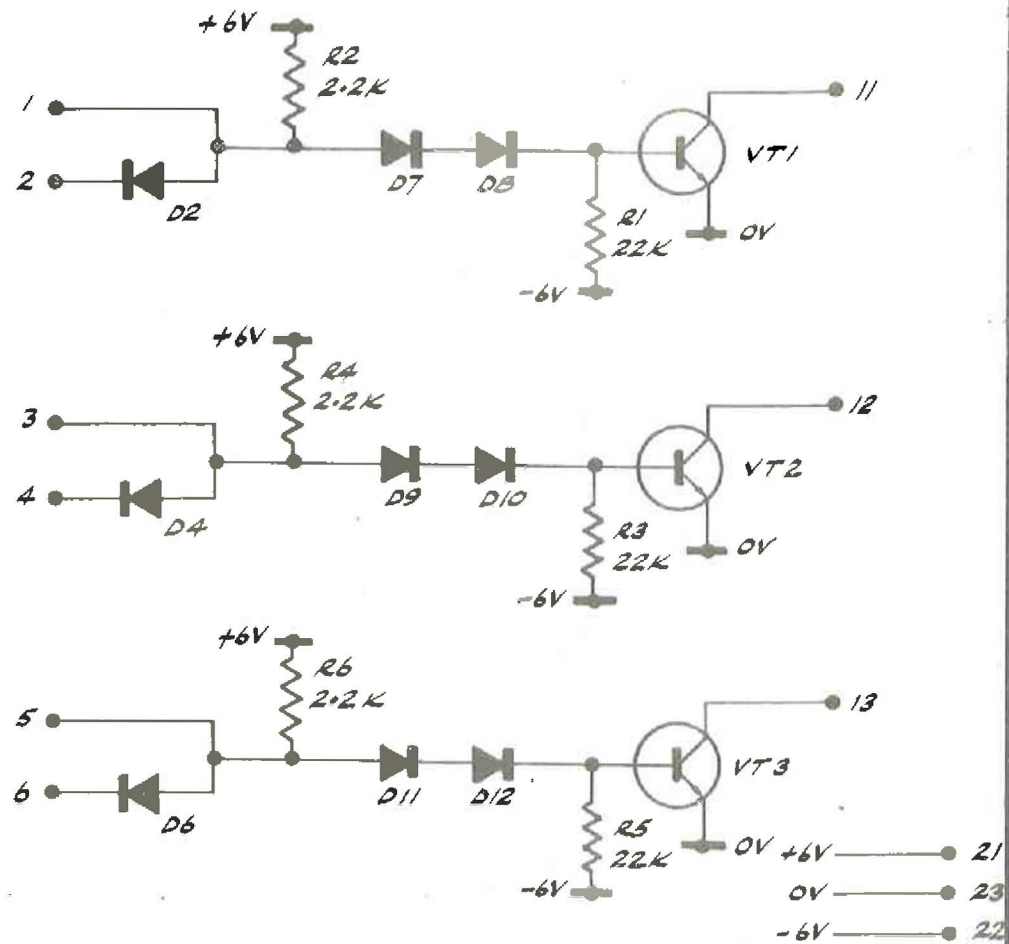 +6V
R2
2.2K
1
11
2
D2
D7
D8
VT1
R1
22K
0V
-6V
+6V
R4
2.2K
3
12
4
D4
D9
D10
VT2
R3
22K
0V
-6V
+6V
R6
2.2K
5
13
6
D6
D11
D12
VT3
R5
22K
0V
-6V
+6V 21
0V 23
-6V 22